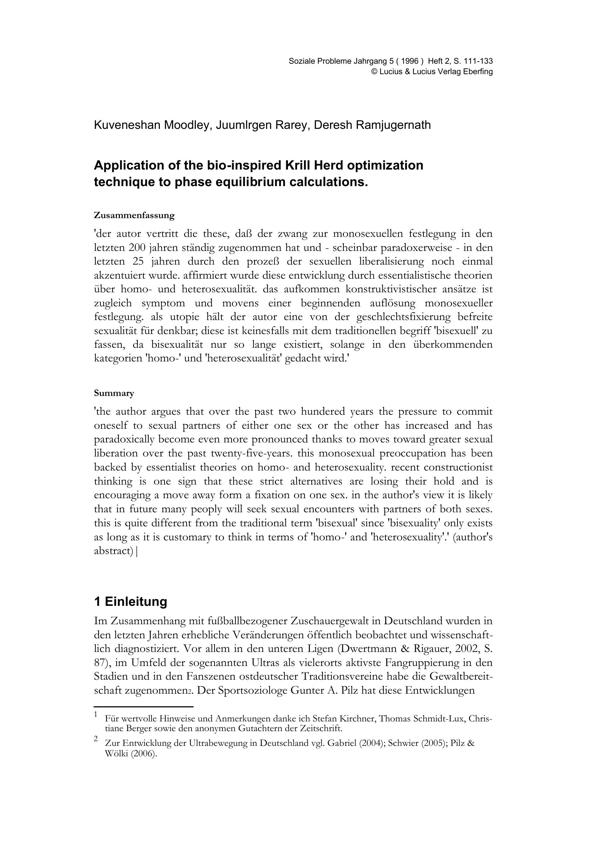 Soziale Probleme Jahrgang 5 ( 1996 ) Heft 2, S. 111-133
© Lucius & Lucius Verlag Eberfing
Kuveneshan Moodley, Juumlrgen Rarey, Deresh Ramjugernath
Application of the bio-inspired Krill Herd optimization
technique to phase equilibrium calculations.
Zusammenfassung
'der autor vertritt die these, daß der zwang zur monosexuellen festlegung in den
letzten 200 jahren ständig zugenommen hat und - scheinbar paradoxerweise - in den
letzten 25 jahren durch den prozeß der sexuellen liberalisierung noch einmal
akzentuiert wurde. affirmiert wurde diese entwicklung durch essentialistische theorien
über homo- und heterosexualität. das aufkommen konstruktivistischer ansätze ist
zugleich symptom und movens einer beginnenden auflösung monosexueller
festlegung. als utopie hält der autor eine von der geschlechtsfixierung befreite
sexualität für denkbar; diese ist keinesfalls mit dem traditionellen begriff 'bisexuell' zu
fassen, da bisexualität nur so lange existiert, solange in den überkommenden
kategorien 'homo-' und 'heterosexualität' gedacht wird.'
Summary
'the author argues that over the past two hundred years the pressure to commit
oneself to sexual partners of either one sex or the other has increased and has
paradoxically become even more pronounced thanks to moves toward greater sexual
liberation over the past twenty-five-years. this monosexual preoccupation has been
backed by essentialist theories on homo- and heterosexuality. recent constructionist
thinking is one sign that these strict alternatives are losing their hold and is
encouraging a move away form a fixation on one sex. in the author's view it is likely
that in future many people will seek sexual encounters with partners of both sexes.
this is quite different from the traditional term 'bisexual' since 'bisexuality' only exists
as long as it is customary to think in terms of 'homo-' and 'heterosexuality'.' (author's
abstract)|
1 Einleitung
Im Zusammenhang mit fußballbezogener Zuschauergewalt in Deutschland wurden in
den letzten Jahren erhebliche Veränderungen öffentlich beobachtet und wissenschaft-
lich diagnostiziert. Vor allem in den unteren Ligen (Dwertmann & Rigauer, 2002, S.
87), im Umfeld der sogenannten Ultras als vielerorts aktivste Fangruppierung in den
Stadien und in den Fanszenen ostdeutscher Traditionsvereine habe die Gewaltbereit-
schaft zugenommen2. Der Sportsoziologe Gunter A. Pilz hat diese Entwicklungen
1 Für wertvolle Hinweise und Anmerkungen danke ich Stefan Kirchner, Thomas Schmidt-Lux, Chris-
tiane Berger sowie den anonymen Gutachtern der Zeitschrift.
2 Zur Entwicklung der Ultrabewegung in Deutschland vgl. Gabriel (2004); Schwier (2005); Pilz &
Wölki (2006).